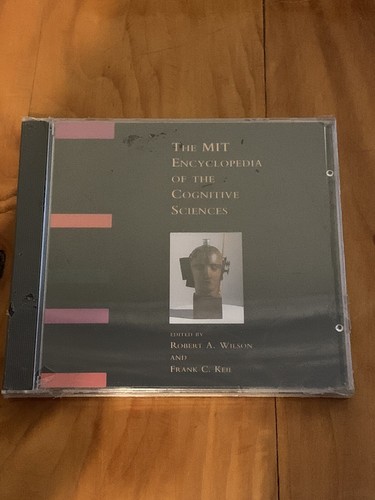 THE MIT
ENCYCLOPEDIA
OF THE
COGNITIVE
SCIENCES
EDITED BY
ROBERT A. WILSON
AND
FRANK C. KEIL